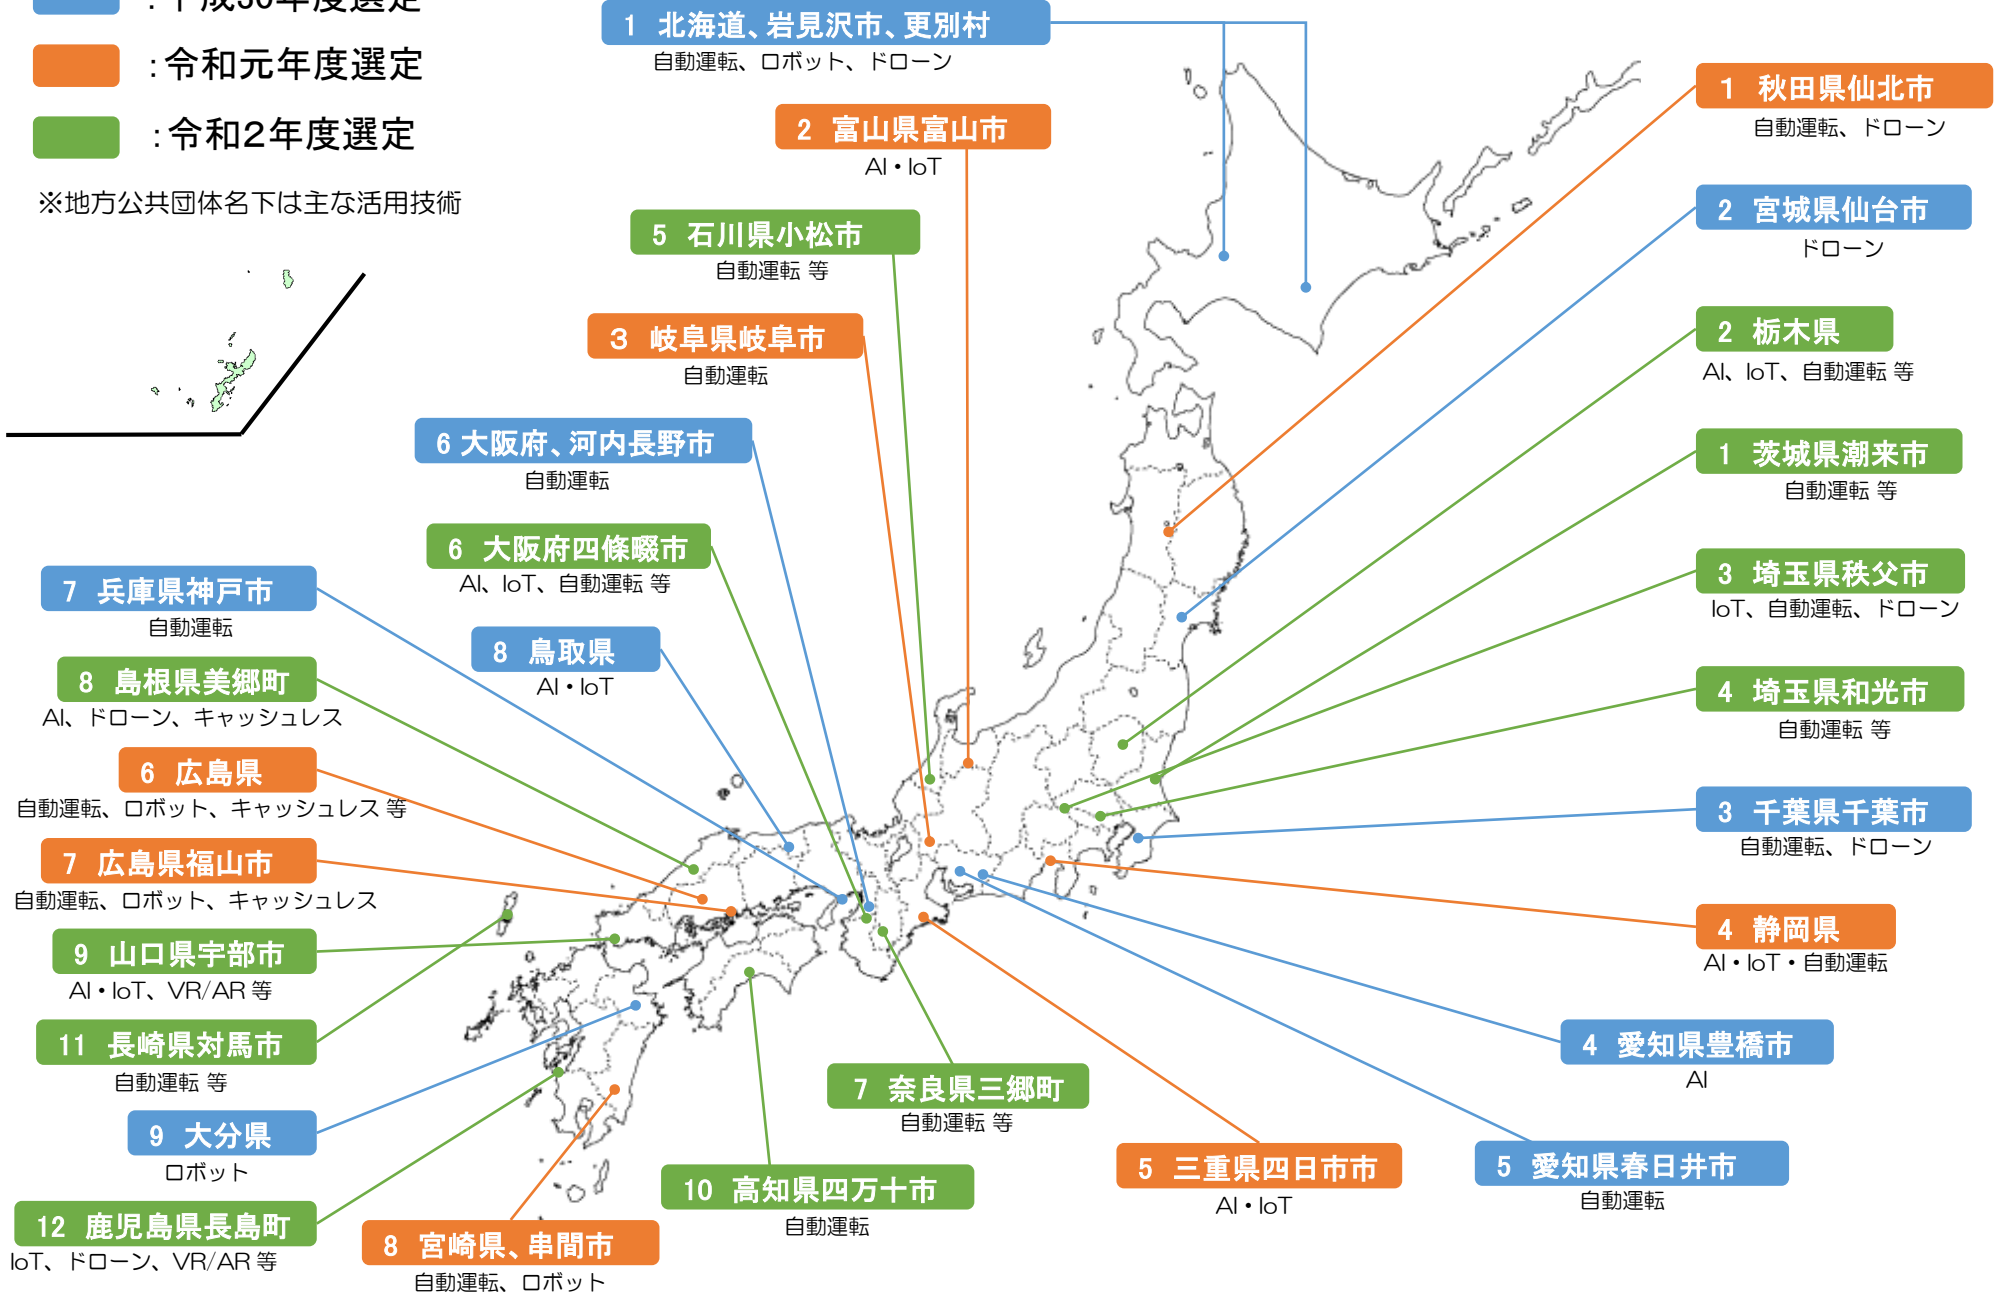 ：平成30年度選定
：令和元年度選定
：令和２年度選定
※地方公共団体名下は主な活用技術
1 北海道、岩見沢市、更別村
自動運転、ロボット、ドローン
2 富山県富山市
AI・IoT
5 石川県小松市
自動運転 等
3 岐阜県岐阜市
自動運転
6 大阪府、河内長野市
自動運転
6 大阪府四條畷市
AI、IoT、自動運転 等
8 鳥取県
AI・IoT
7 兵庫県神戸市
自動運転
8 島根県美郷町
AI、ドローン、キャッシュレス
6 広島県
自動運転、ロボット、キャッシュレス 等
7 広島県福山市
自動運転、ロボット、キャッシュレス
9 山口県宇部市
AI・IoT、VR/AR 等
11 長崎県対馬市
自動運転 等
9 大分県
ロボット
12 鹿児島県長島町
IoT、ドローン、VR/AR 等
8 宮崎県、串間市
自動運転、ロボット
10 高知県四万十市
自動運転
7 奈良県三郷町
自動運転 等
5 三重県四日市市
AI・IoT
5 愛知県春日井市
自動運転
4 愛知県豊橋市
AI
1 秋田県仙北市
自動運転、ドローン
2 宮城県仙台市
ドローン
2 栃木県
AI、IoT、自動運転 等
1 茨城県潮来市
自動運転 等
3 埼玉県秩父市
IoT、自動運転、ドローン
4 埼玉県和光市
自動運転 等
3 千葉県千葉市
自動運転、ドローン
4 静岡県
AI・IoT・自動運転